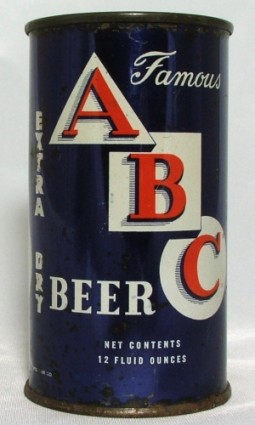 Famous
A
B
C
EXTRA DRY
BEER
NET CONTENTS
12 FLUID OUNCES